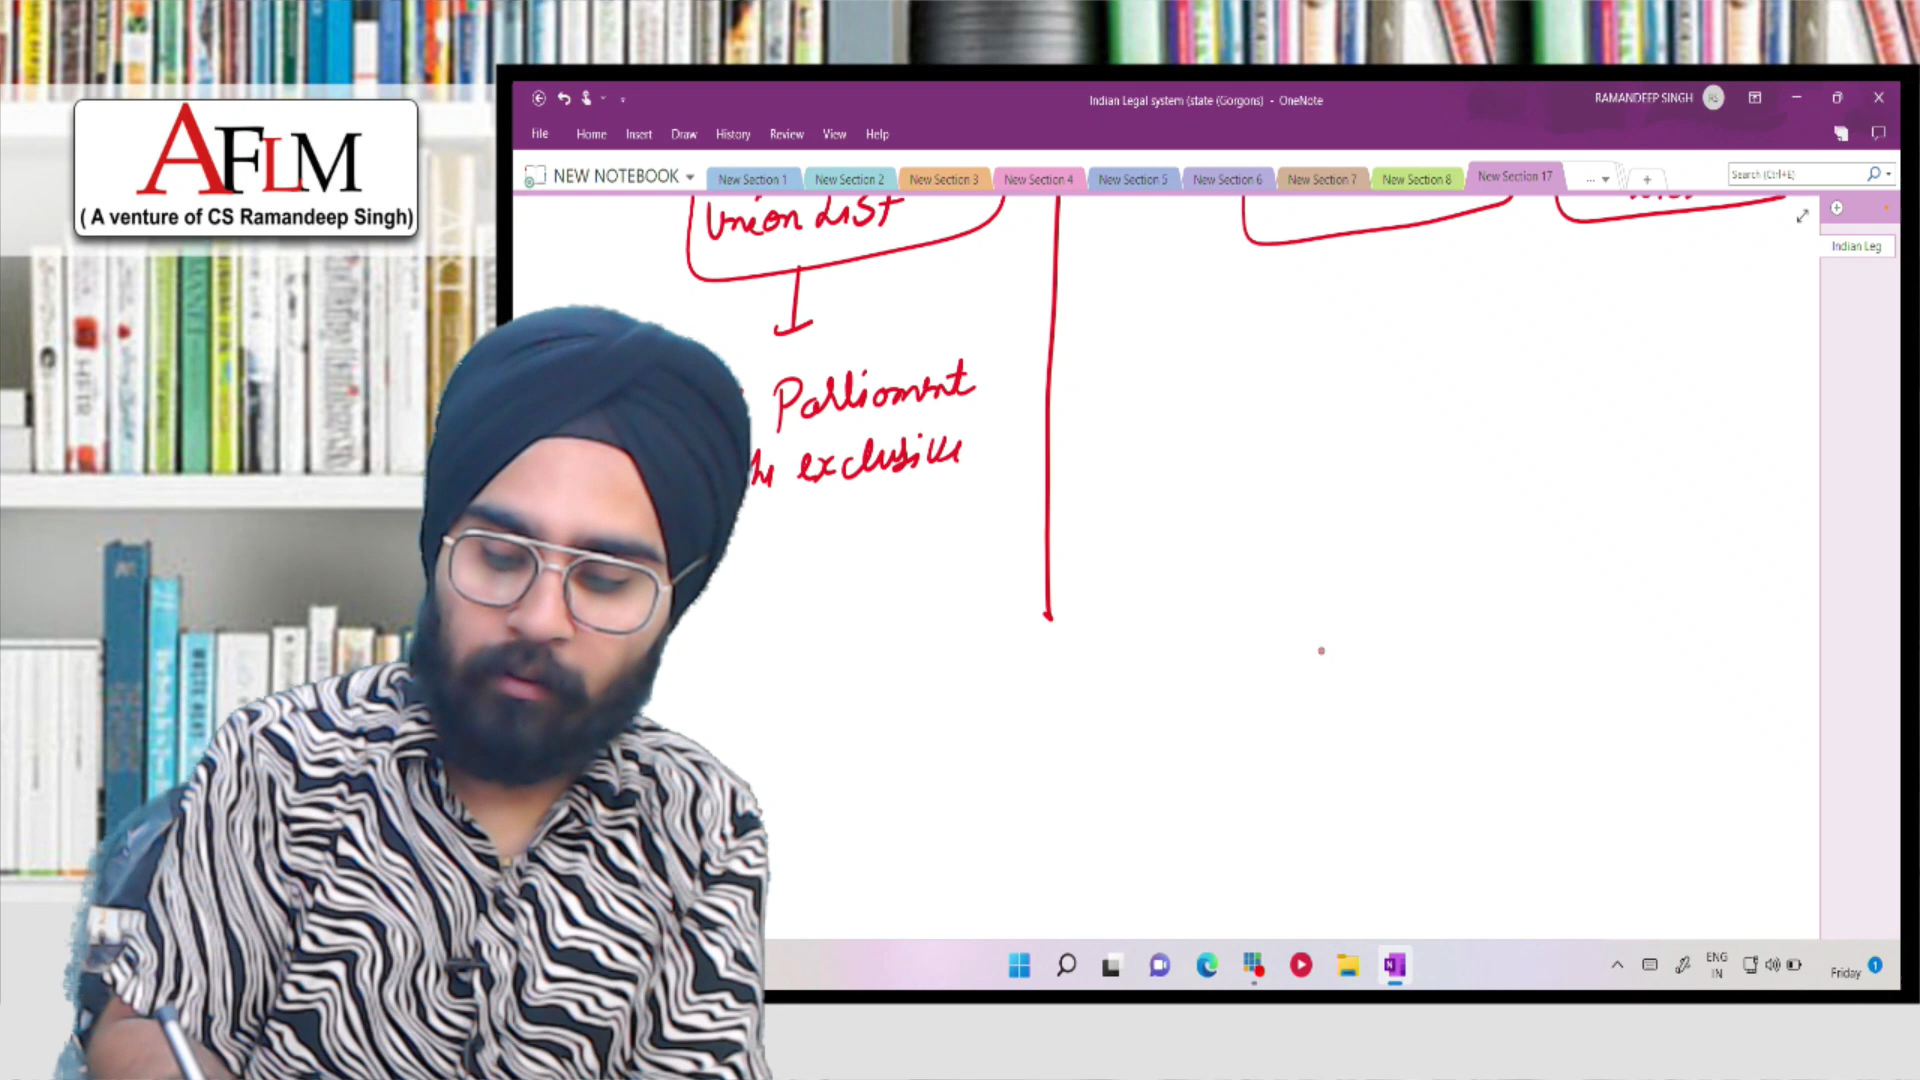 AFLM
( A venture of CS Ramandeep Singh)
Indian Legal system (state (Gorgons) - OneNote
RAMANDEEP SINGH
RS
File Home Insert Draw History Review View Help
NEW NOTEBOOK
New Section 1 New Section 2 New Section 3 New Section 4 New Section 5 New Section 6 New Section 7 New Section 8 New Section 17 ... +
Search (Ctrl+E)
Indian Leg
Union List
Parliament
exclusive
ENG
IN
Friday 1